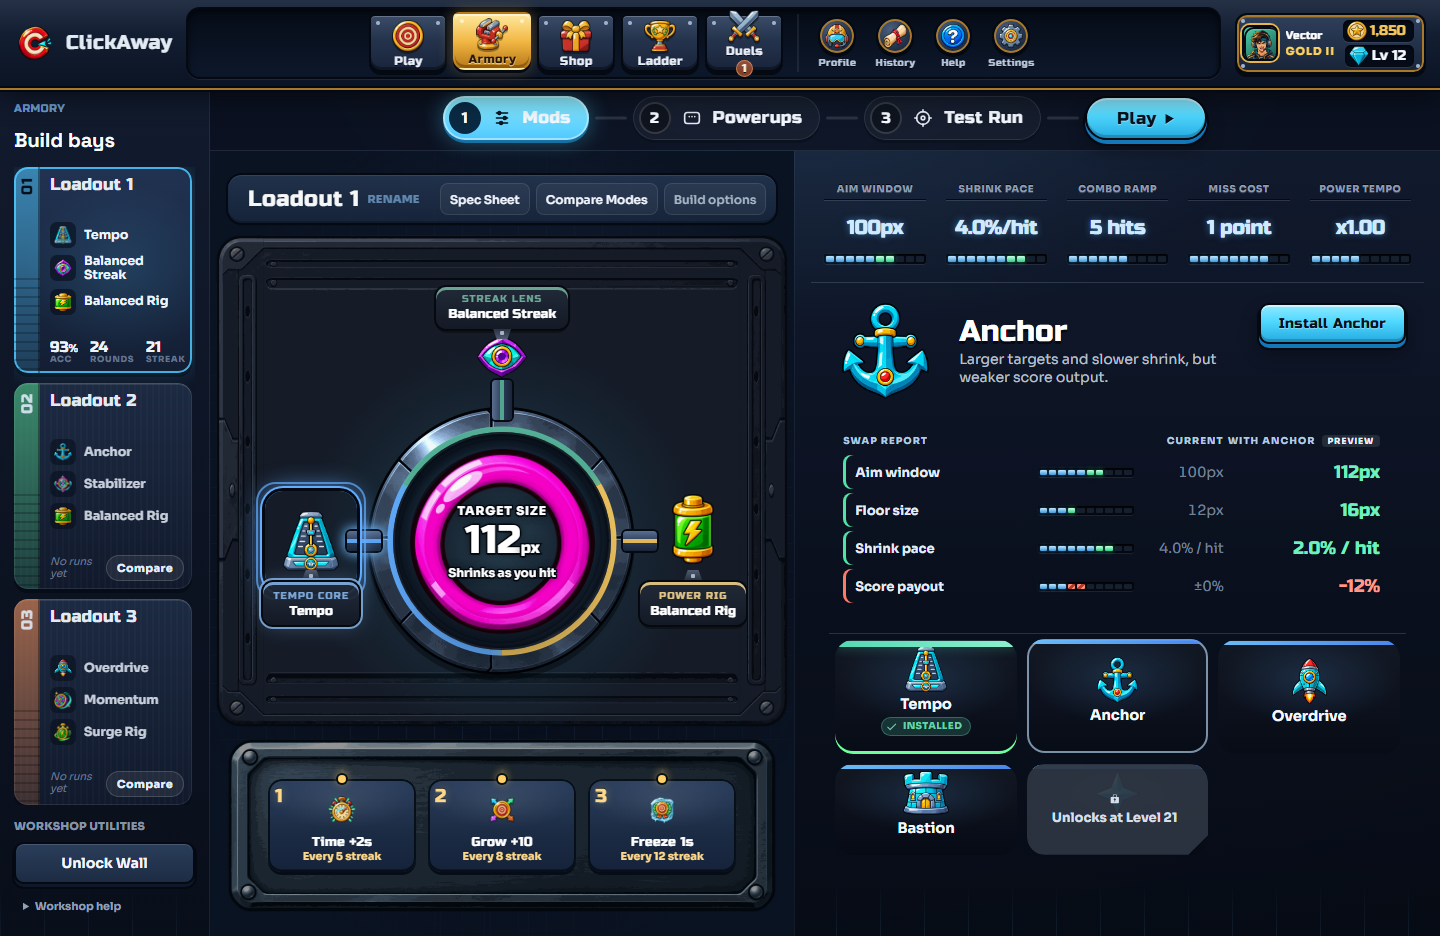 ClickAway
Play
Armory
Shop
Ladder
Duels
1
Profile
History
Help
Settings
Vector
GOLD II
1,850
Lv 12
ARMORY
Build bays
01
Loadout 1
Tempo
Balanced
Streak
Balanced Rig
93% ACC
24 ROUNDS
21 STREAK
02
Loadout 2
Anchor
Stabilizer
Balanced Rig
No runs
yet
Compare
03
Loadout 3
Overdrive
Momentum
Surge Rig
No runs
yet
Compare
WORKSHOP UTILITIES
Unlock Wall
Workshop help
1 Mods
2 Powerups
3 Test Run
Play
Loadout 1 RENAME
Spec Sheet
Compare Modes
Build options
STREAK LENS
Balanced Streak
TARGET SIZE
112px
Shrinks as you hit
TEMPO CORE
Tempo
POWER RIG
Balanced Rig
1
Time +2s
Every 5 streak
2
Grow +10
Every 8 streak
3
Freeze 1s
Every 12 streak
AIM WINDOW
100px
SHRINK PACE
4.0%/hit
COMBO RAMP
5 hits
MISS COST
1 point
POWER TEMPO
x1.00
Anchor
Larger targets and slower shrink, but
weaker score output.
Install Anchor
SWAP REPORT CURRENT WITH ANCHOR PREVIEW
Aim window 100px 112px
Floor size 12px 16px
Shrink pace 4.0% / hit 2.0% / hit
Score payout ±0% −12%
Tempo
INSTALLED
Anchor
Overdrive
Bastion
Unlocks at Level 21